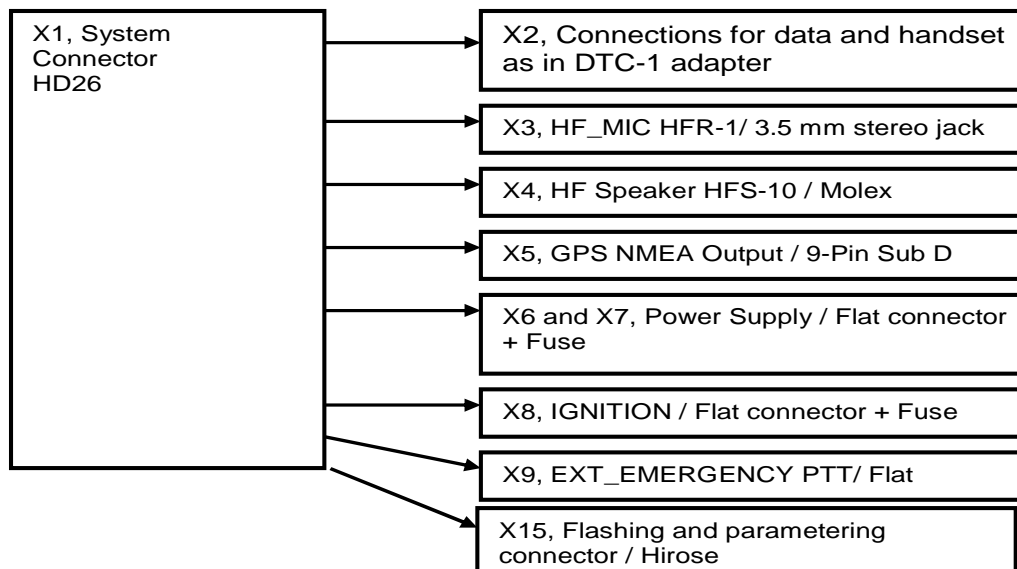 X1, System
Connector
HD26
X2, Connections for data and handset
as in DTC-1 adapter
X3, HF_MIC HFR-1/ 3.5 mm stereo jack
X4, HF Speaker HFS-10 / Molex
X5, GPS NMEA Output / 9-Pin Sub D
X6 and X7, Power Supply / Flat connector
+ Fuse
X8, IGNITION / Flat connector + Fuse
X9, EXT_EMERGENCY PTT/ Flat
X15, Flashing and parametering
connector / Hirose